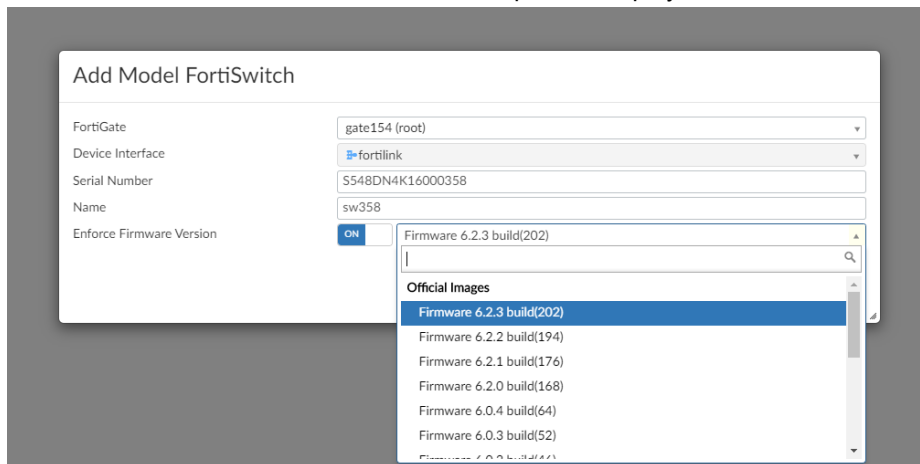 Add Model FortiSwitch
FortiGate
gate154 (root)
Device Interface
fortilink
Serial Number
S548DN4K16000358
Name
sw358
Enforce Firmware Version
ON
Firmware 6.2.3 build(202)
Official Images
Firmware 6.2.3 build(202)
Firmware 6.2.2 build(194)
Firmware 6.2.1 build(176)
Firmware 6.2.0 build(168)
Firmware 6.0.4 build(64)
Firmware 6.0.3 build(52)